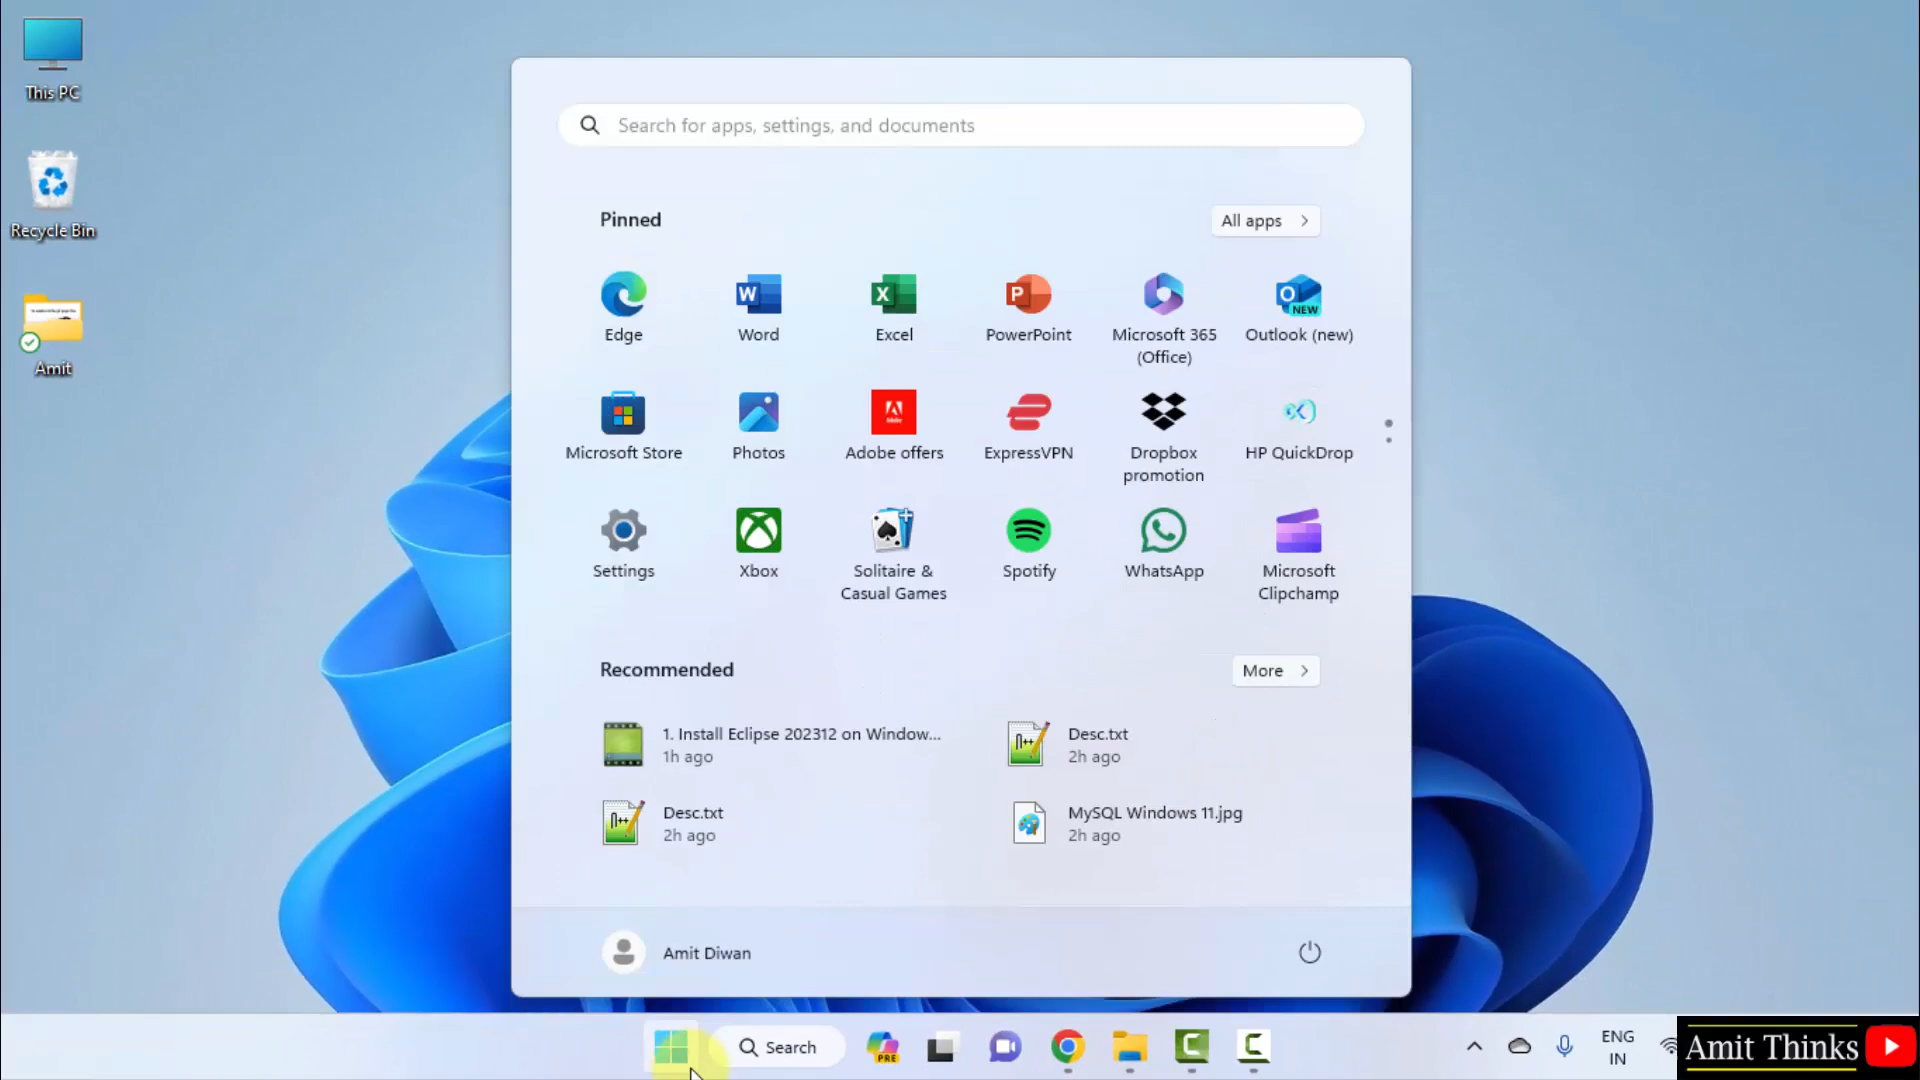 This PC
Recycle Bin
Amit
Search for apps, settings, and documents
Pinned
All apps
Edge
Word
Excel
PowerPoint
Microsoft 365
(Office)
Outlook (new)
Microsoft Store
Photos
Adobe offers
ExpressVPN
Dropbox
promotion
HP QuickDrop
Settings
Xbox
Solitaire &
Casual Games
Spotify
WhatsApp
Microsoft
Clipchamp
Recommended
More
1. Install Eclipse 202312 on Window...
1h ago
Desc.txt
2h ago
Desc.txt
2h ago
MySQL Windows 11.jpg
2h ago
Amit Diwan
Search
PRE
ENG
IN
Amit Thinks